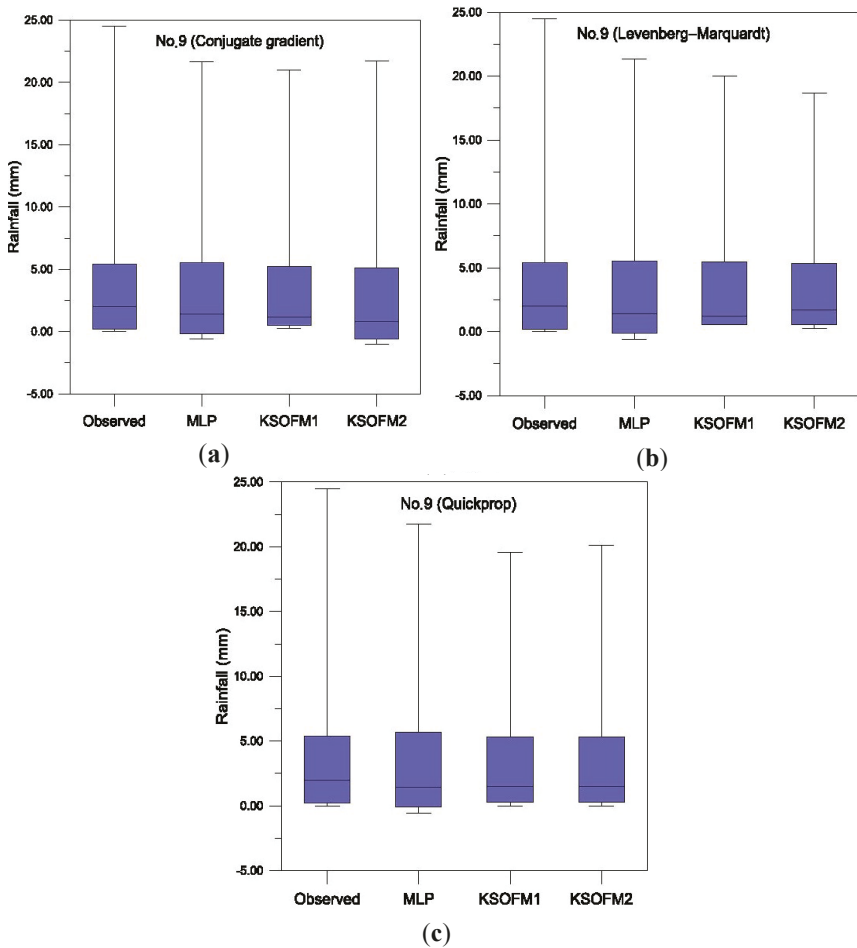 25.00
20.00
15.00
10.00
5.00
0.00
-5.00
Rainfall (mm)
No.9 (Conjugate gradient)
Observed MLP KSOFM1 KSOFM2
(a)
25.00
20.00
15.00
10.00
5.00
0.00
-5.00
Rainfall (mm)
No.9 (Levenberg–Marquardt)
Observed MLP KSOFM1 KSOFM2
(b)
25.00
20.00
15.00
10.00
5.00
0.00
-5.00
Rainfall (mm)
No.9 (Quickprop)
Observed MLP KSOFM1 KSOFM2
(c)